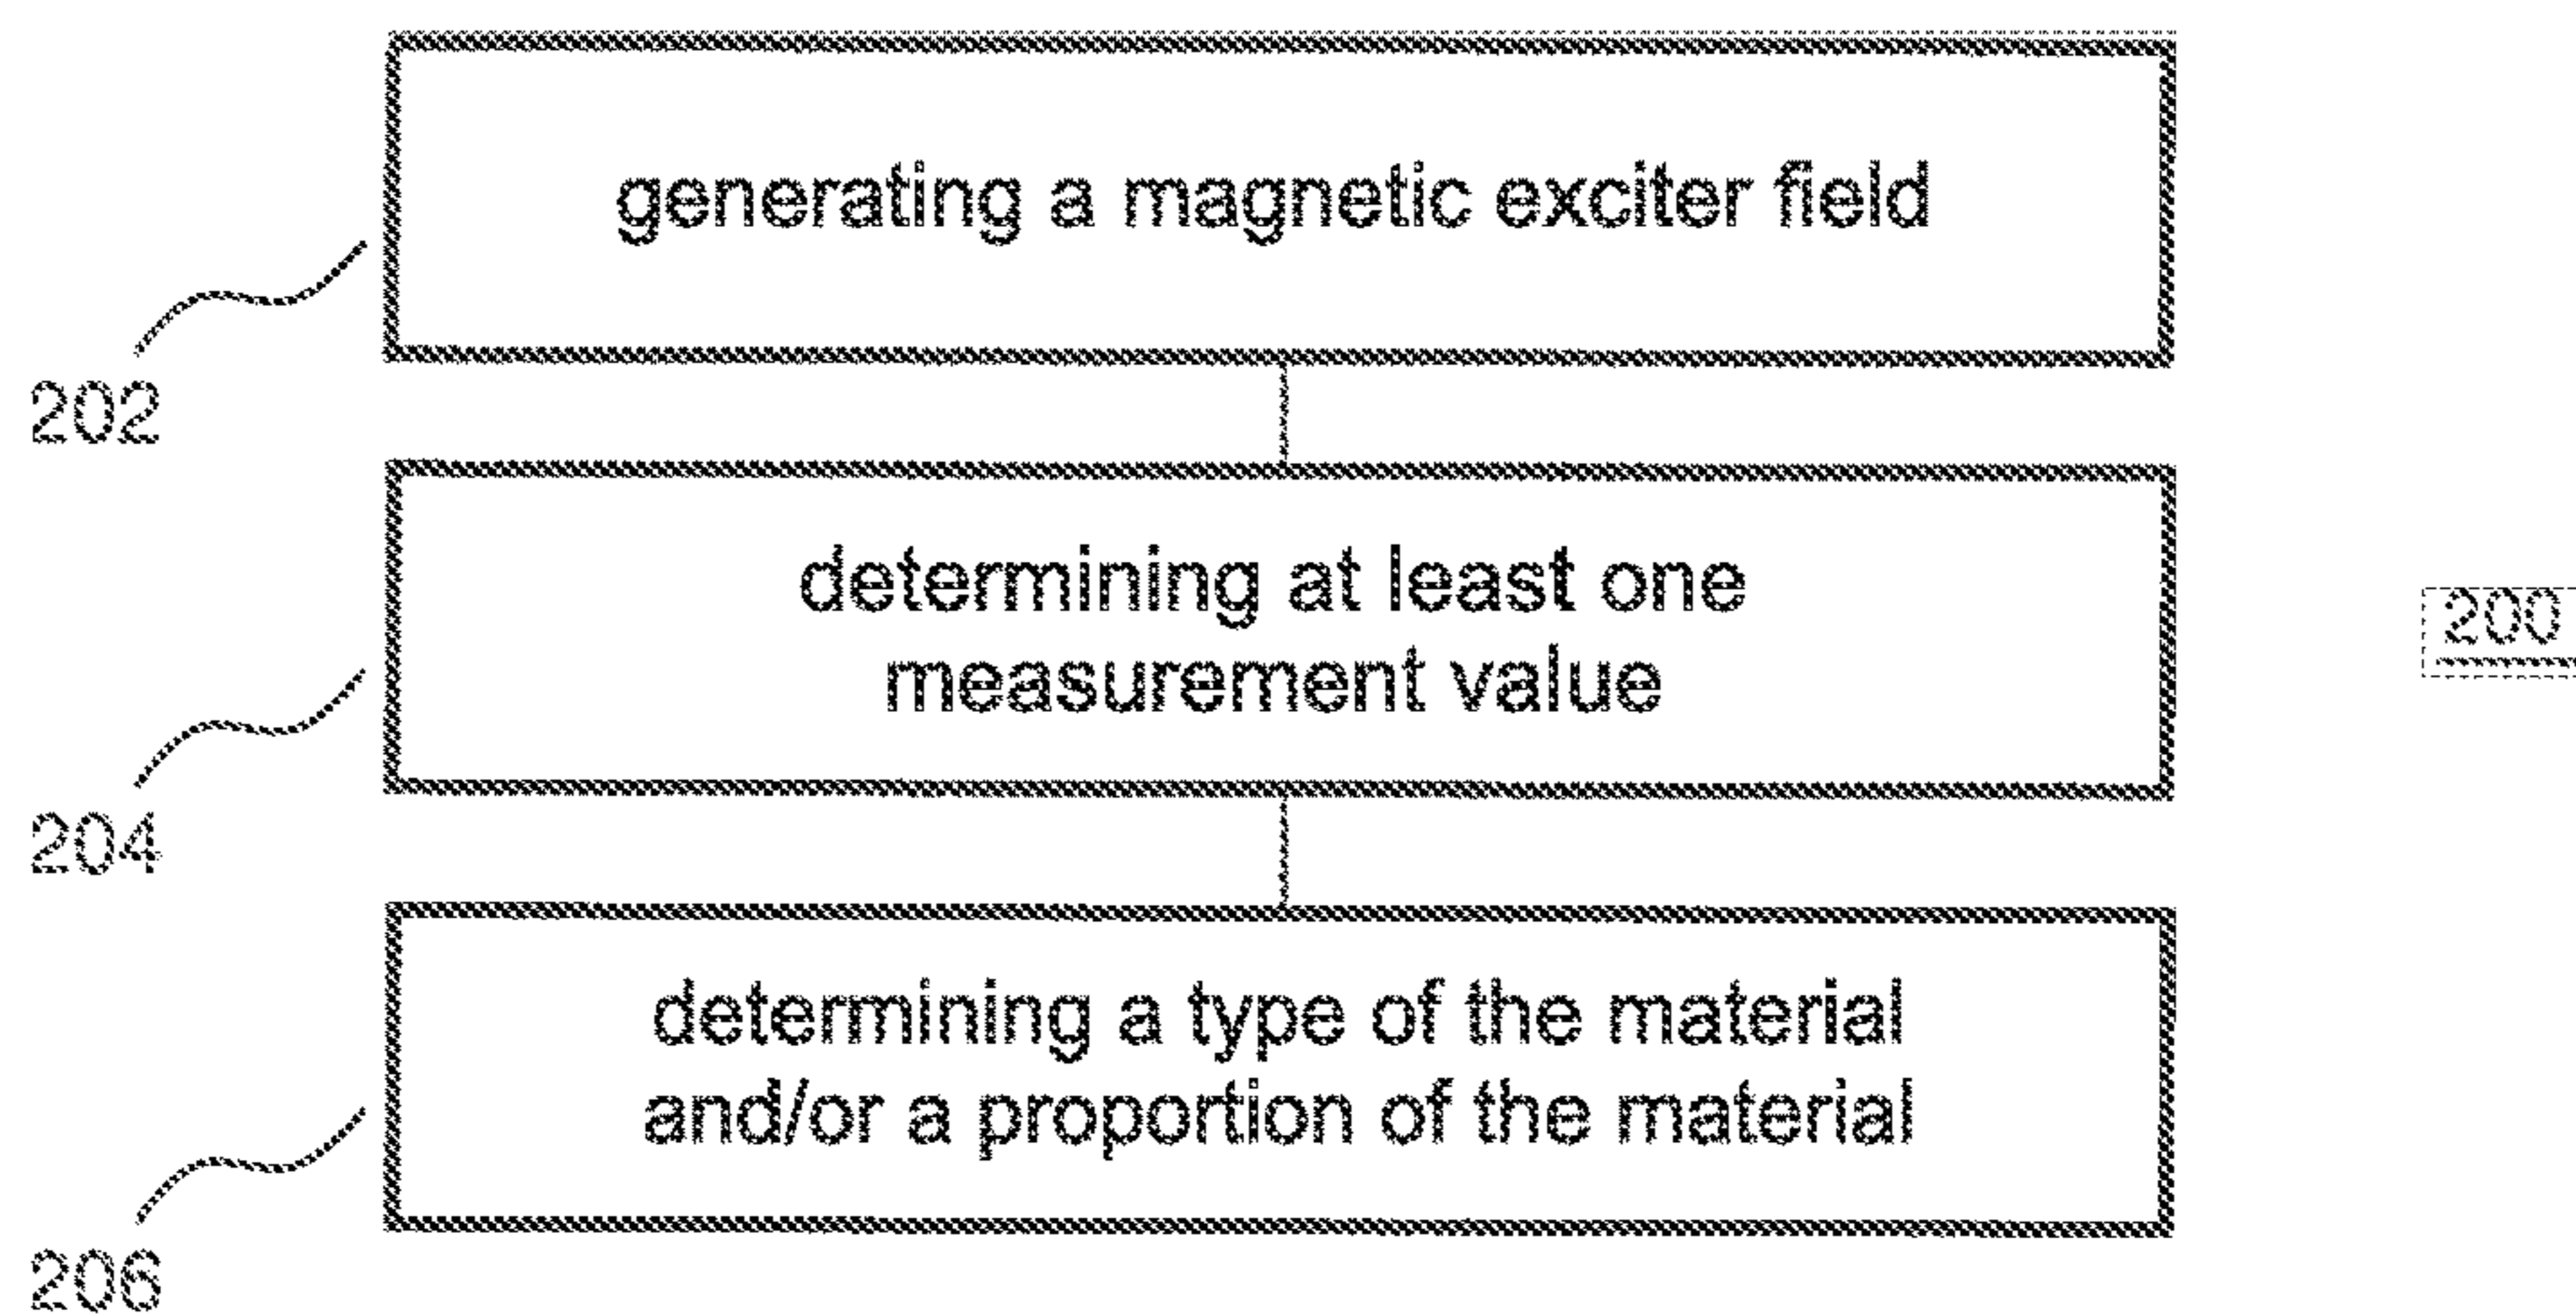 generating a magnetic exciter field
202
determining at least one
measurement value
200
204
determining a type of the material
and/or a proportion of the material
206